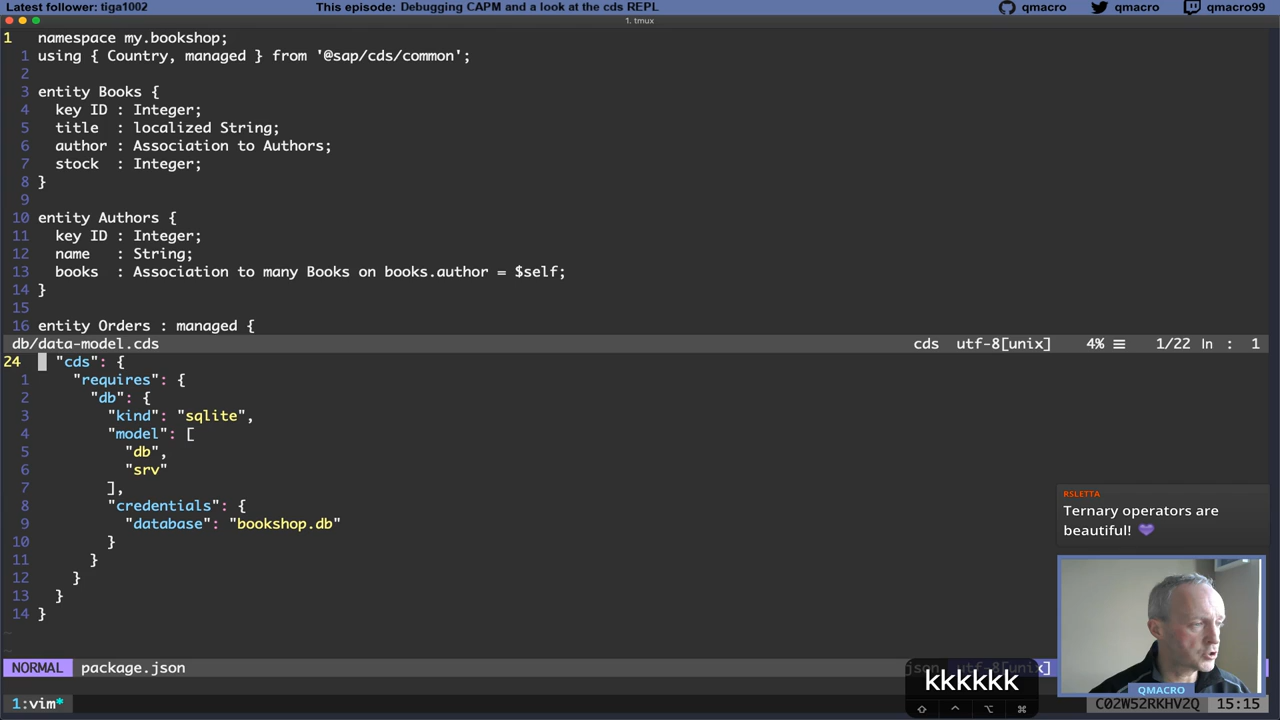 Latest follower: tiga1002 This episode: Debugging CAPM and a look at the cds REPL qmacro qmacro qmacro99
1. tmux
1 namespace my.bookshop;
1 using { Country, managed } from '@sap/cds/common';
2
3 entity Books {
4 key ID : Integer;
5 title : localized String;
6 author : Association to Authors;
7 stock : Integer;
8 }
9
10 entity Authors {
11 key ID : Integer;
12 name : String;
13 books : Association to many Books on books.author = $self;
14 }
15
16 entity Orders : managed {
db/data-model.cds cds utf-8[unix] 4% ☰ 1/22 ln : 1
24 "cds": {
1 "requires": {
2 "db": {
3 "kind": "sqlite",
4 "model": [
5 "db",
6 "srv"
7 ],
8 "credentials": {
9 "database": "bookshop.db"
10 }
11 }
12 }
13 }
14 }
~
~
RSLETTA
Ternary operators are
beautiful! 💜
NORMAL package.json json utf-8[unix]
kkkkkk
⇧ ^ ⌥ ⌘
QMACRO
1:vim* C02W52RKHV2Q 15:15